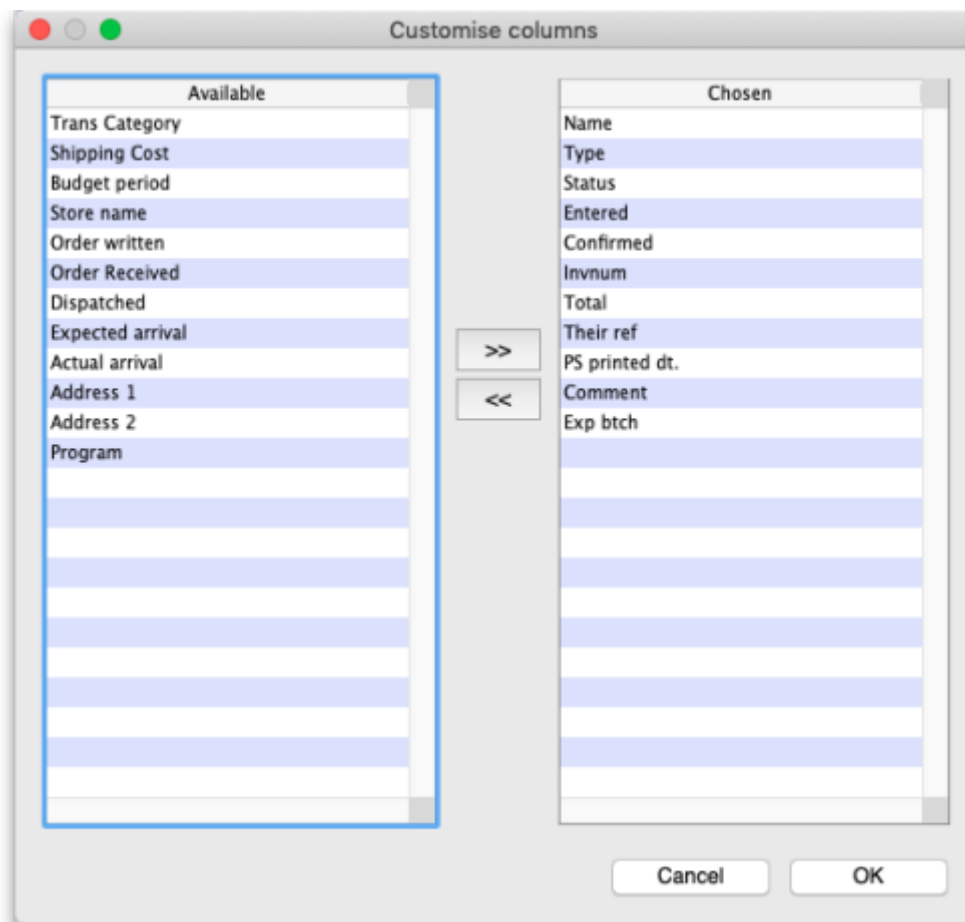 Customise columns
Available
Trans Category
Shipping Cost
Budget period
Store name
Order written
Order Received
Dispatched
Expected arrival
Actual arrival
Address 1
Address 2
Program
>>
<<
Chosen
Name
Type
Status
Entered
Confirmed
Invnum
Total
Their ref
PS printed dt.
Comment
Exp btch
Cancel
OK